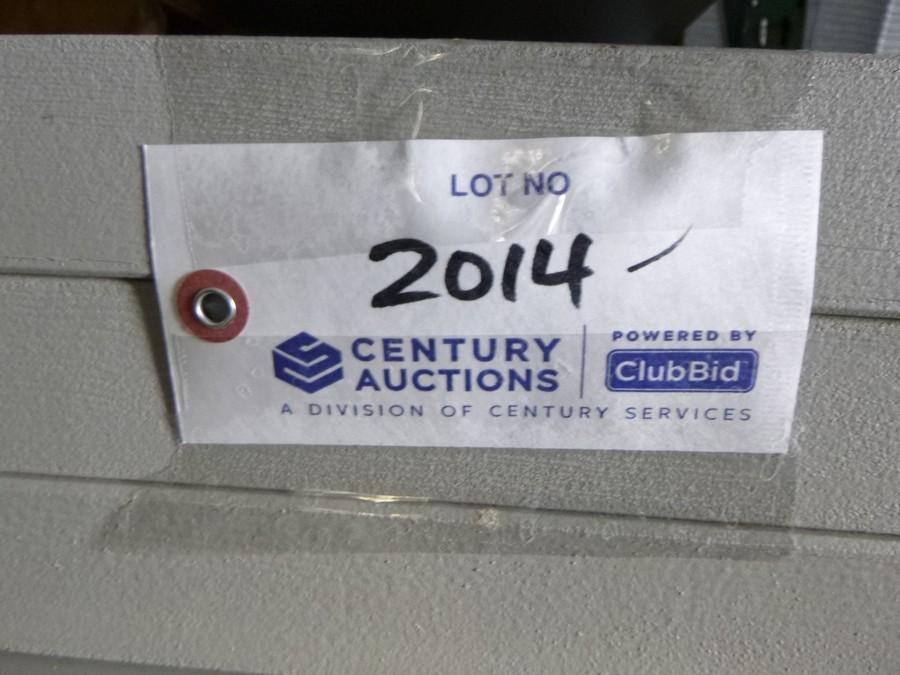 LOT NO
2014 -
CENTURY AUCTIONS
POWERED BY
ClubBid
A DIVISION OF CENTURY SERVICES